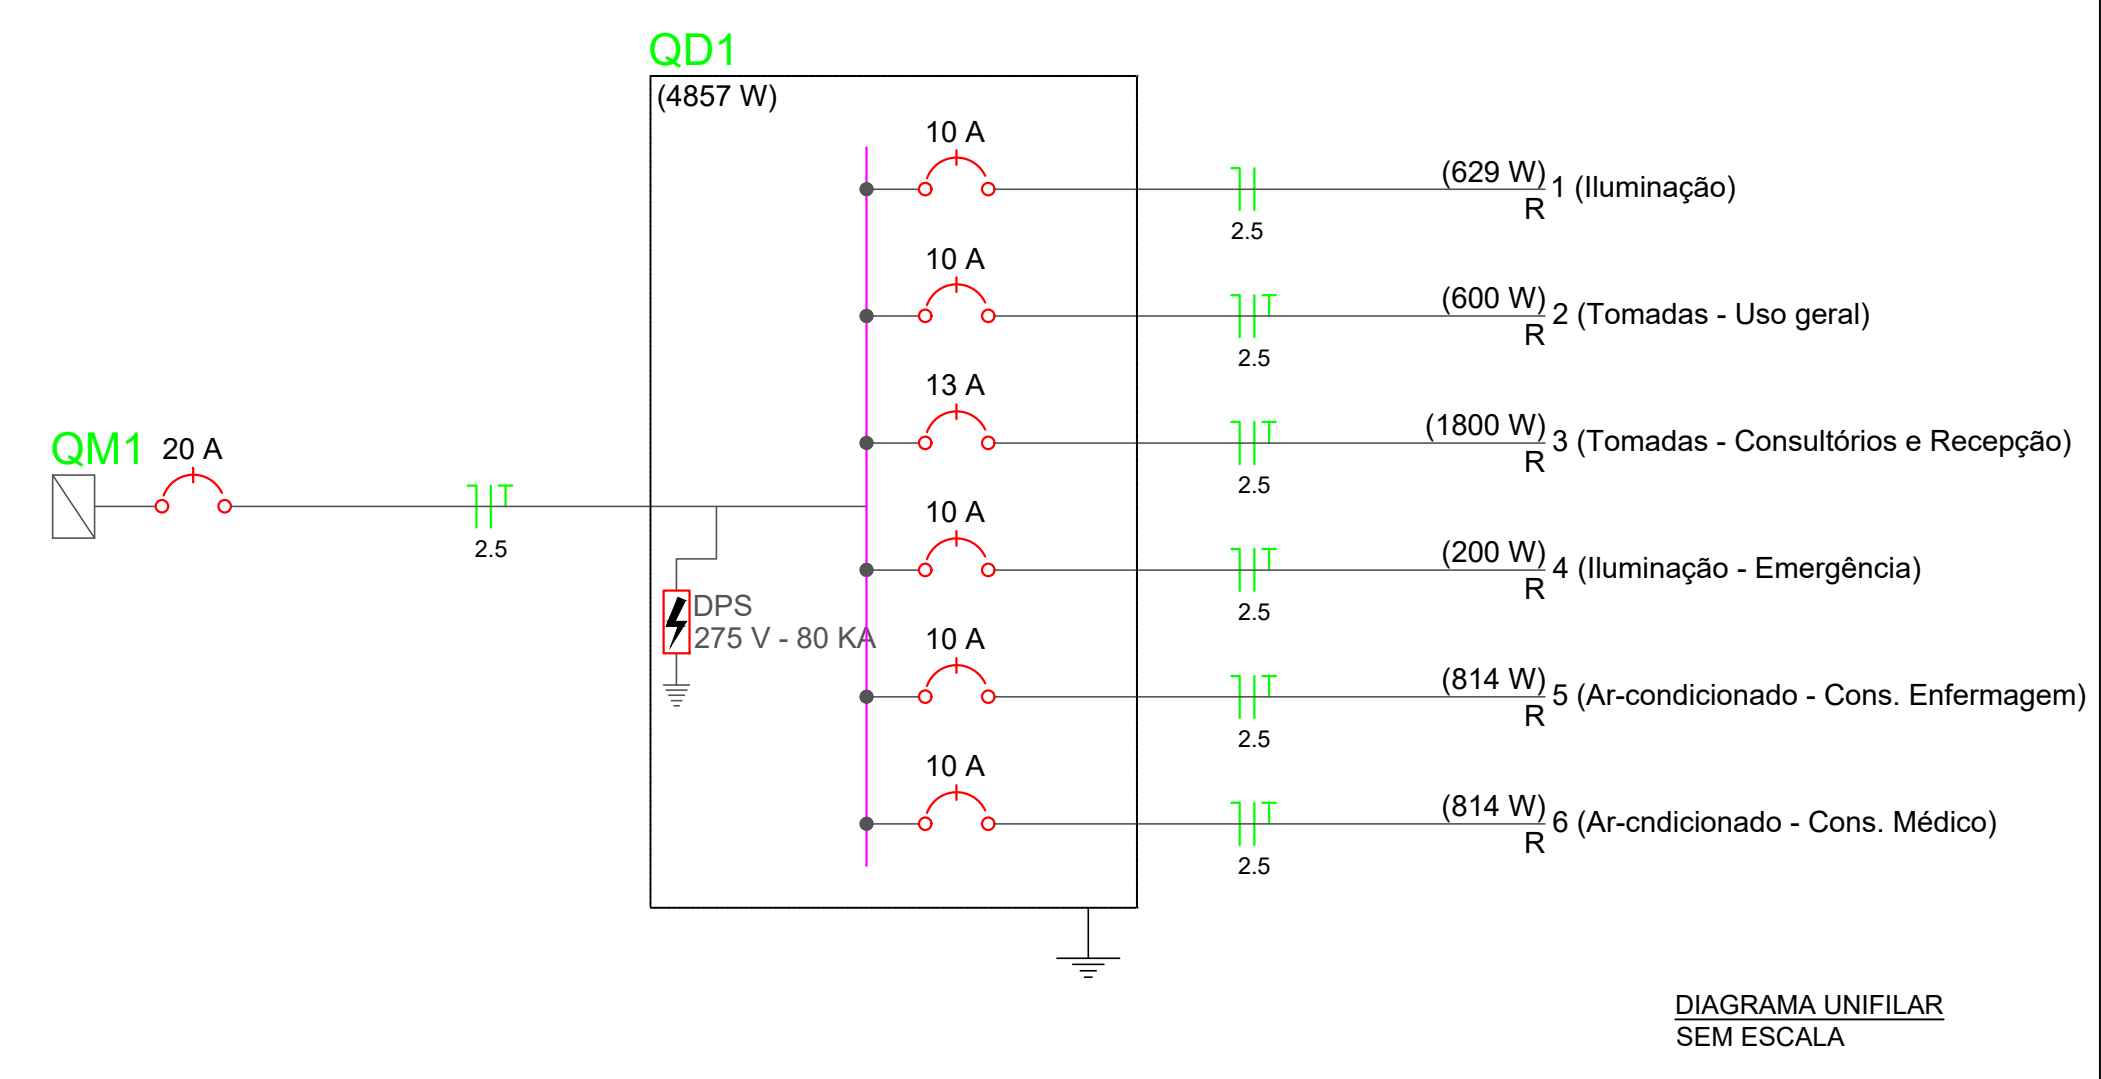 QD1
(4857 W)
10 A
(629 W)
1 (Iluminação)
R
2.5
10 A
(600 W)
2 (Tomadas - Uso geral)
R
2.5
13 A
(1800 W)
3 (Tomadas - Consultórios e Recepção)
R
2.5
QM1
20 A
2.5
10 A
(200 W)
4 (Iluminação - Emergência)
R
2.5
DPS
275 V - 80 KA
10 A
(814 W)
5 (Ar-condicionado - Cons. Enfermagem)
R
2.5
10 A
(814 W)
6 (Ar-cndicionado - Cons. Médico)
R
2.5
DIAGRAMA UNIFILAR
SEM ESCALA